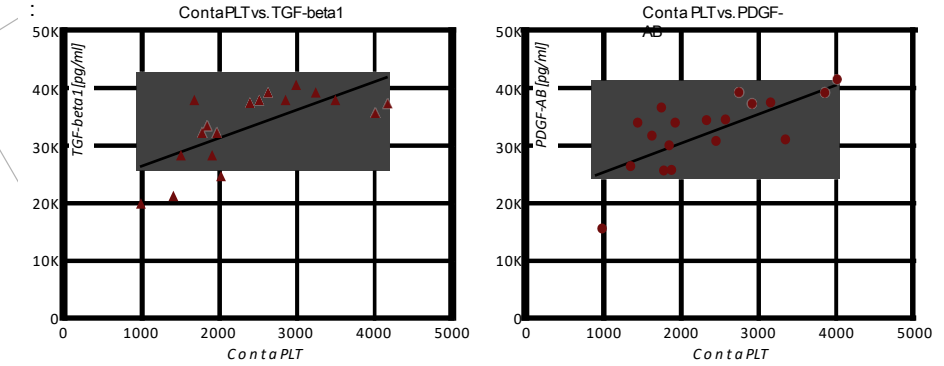 :
Conta PLT vs. TGF-beta1
50K
40K
30K
20K
10K
0
TGF-beta1 [pg/ml]
0 1000 2000 3000 4000 5000
Conta PLT
Conta PLT vs. PDGF-
AB
50K
40K
30K
20K
10K
0
PDGF-AB [pg/ml]
0 1000 2000 3000 4000 5000
Conta PLT